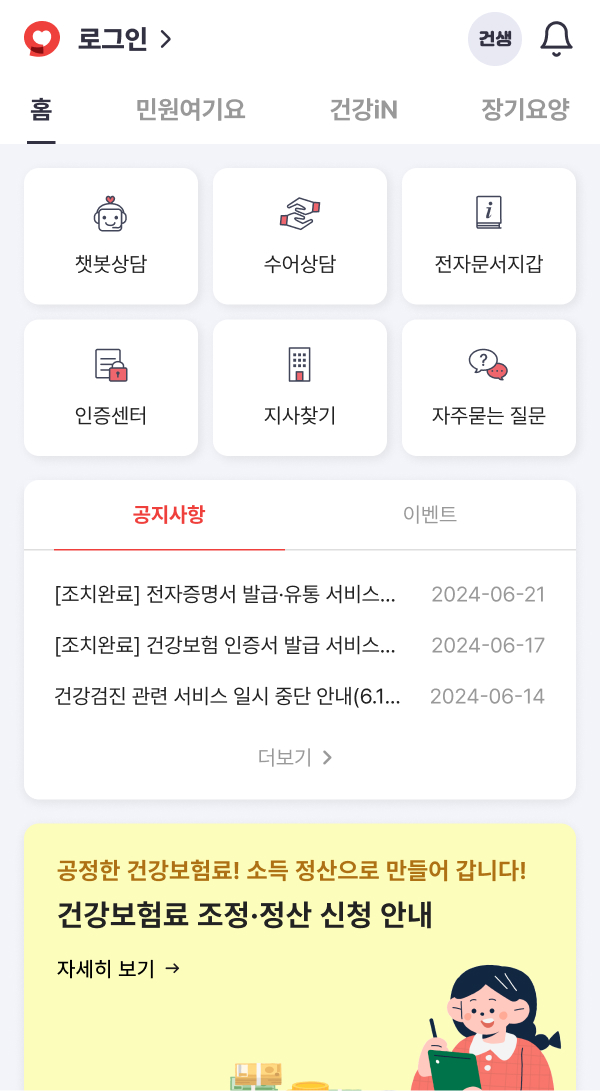 로그인
건생
홈 민원여기요 건강iN 장기요양
챗봇상담 수어상담 전자문서지갑
인증센터 지사찾기 자주묻는 질문
공지사항 이벤트
[조치완료] 전자증명서 발급·유통 서비스... 2024-06-21
[조치완료] 건강보험 인증서 발급 서비스... 2024-06-17
건강검진 관련 서비스 일시 중단 안내(6.1... 2024-06-14
더보기
공정한 건강보험료! 소득 정산으로 만들어 갑니다!
건강보험료 조정·정산 신청 안내
자세히 보기 →